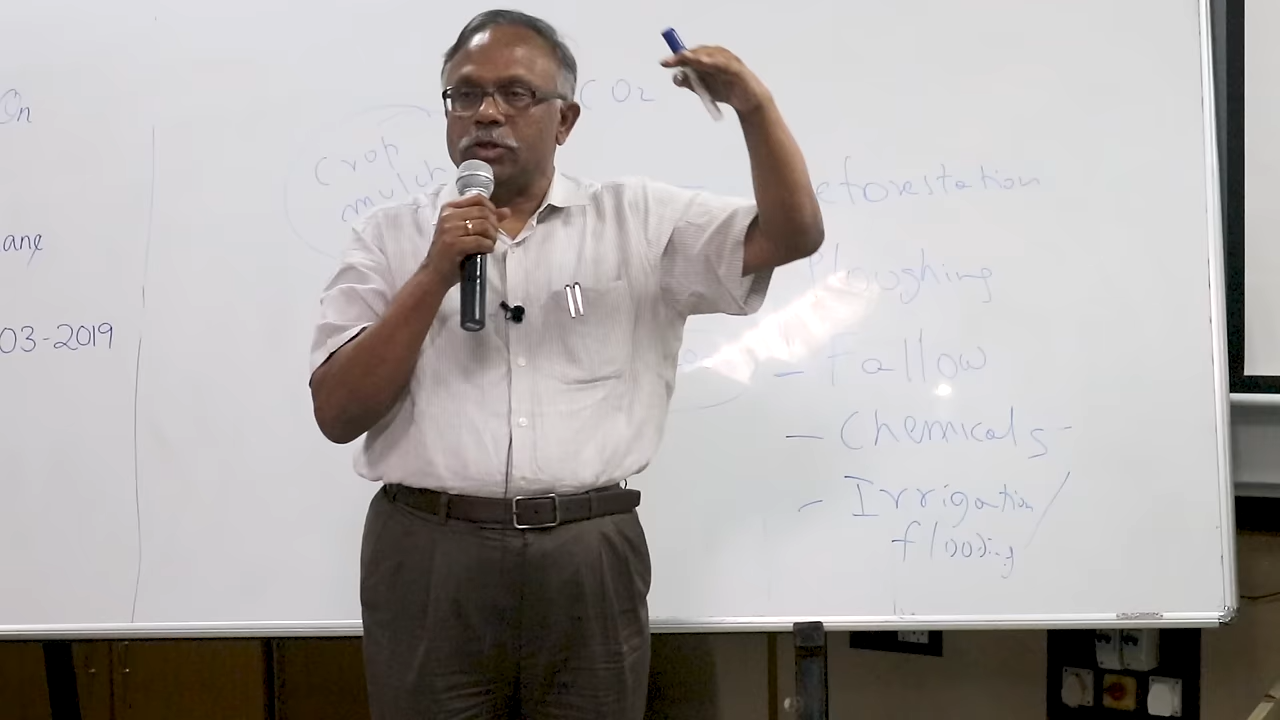 On
ane
03-2019
crop
mulch
CO2
eforestation
Ploughing
- fallow
- Chemicals -
- Irrigation/
flooding